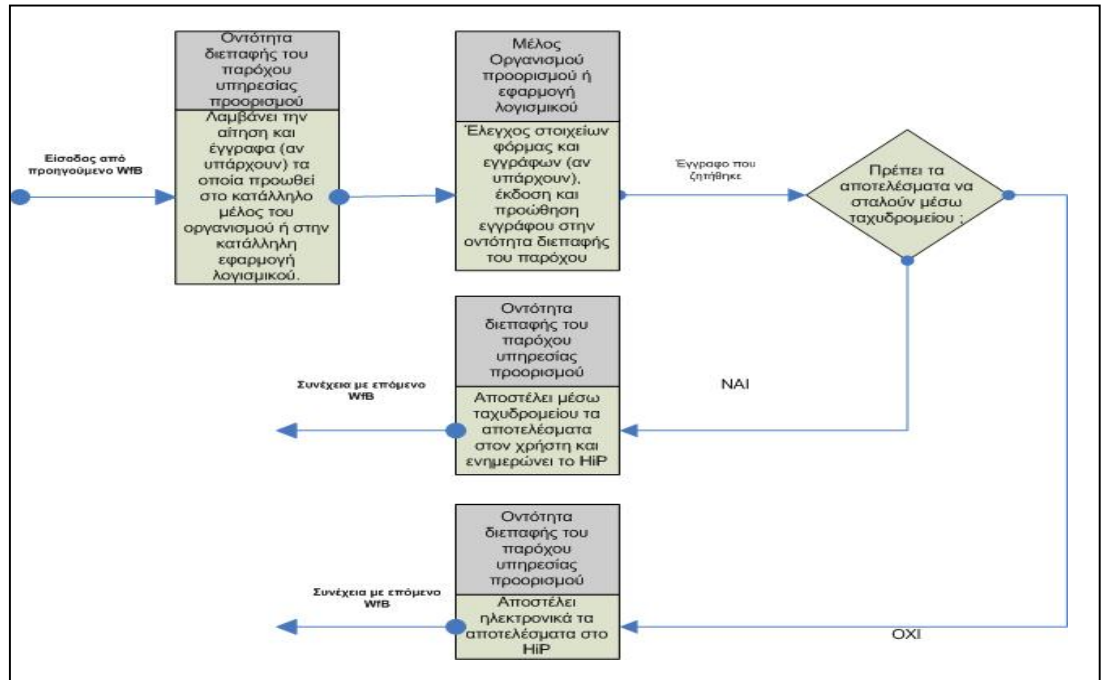 Οντότητα
διεπαφής του
παρόχου
υπηρεσίας
προορισμού
Λαμβάνει την
αίτηση και
έγγραφα (αν
υπάρχουν) τα
οποία προωθεί
στο κατάλληλο
μέλος του
οργανισμού ή στην
κατάλληλη
εφαρμογή
λογισμικού.
Είσοδος από
προηγούμενο WfB
Μέλος
Οργανισμού
προορισμού ή
εφαρμογή
λογισμικού
Έλεγχος στοιχείων
φόρμας και
εγγράφων (αν
υπάρχουν),
έκδοση και
προώθηση
εγγράφου στην
οντότητα διεπαφής
του παρόχου
Έγγραφο που
ζητήθηκε
Πρέπει τα
αποτελέσματα να
σταλούν μέσω
ταχυδρομείου ;
Οντότητα
διεπαφής του
παρόχου
υπηρεσίας
προορισμού
Αποστέλει μέσω
ταχυδρομείου τα
αποτελέσματα
στον χρήστη και
ενημερώνει το HiP
ΝΑΙ
Συνέχεια με επόμενο
WfB
Οντότητα
διεπαφής του
παρόχου
υπηρεσίας
προορισμού
Αποστέλει
ηλεκτρονικά τα
αποτελέσματα στο
HiP
ΟΧΙ
Συνέχεια με επόμενο
WfB